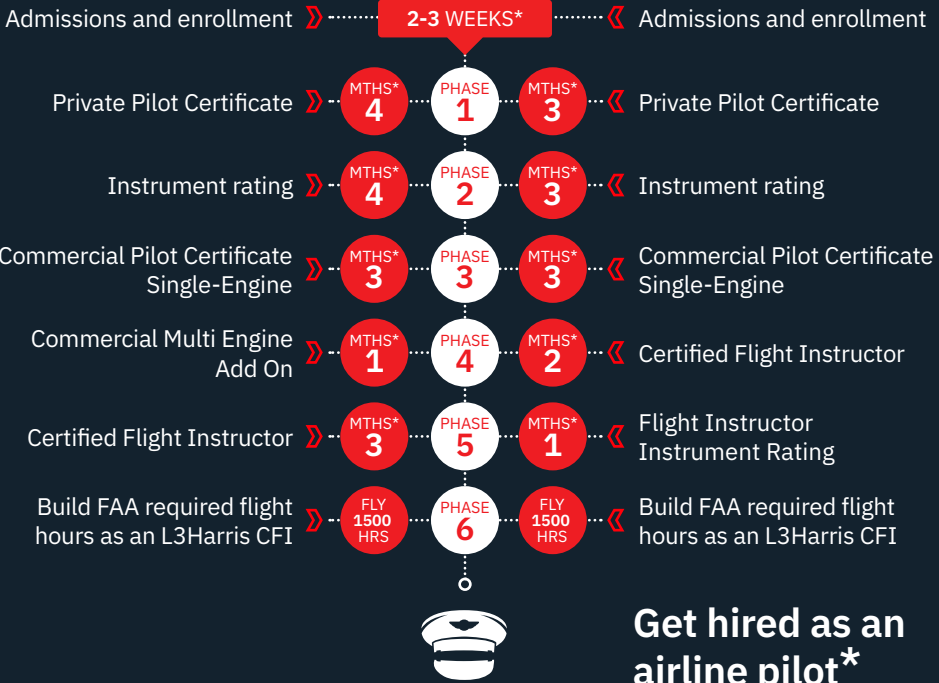 Admissions and enrollment
2-3 WEEKS*
Admissions and enrollment
Private Pilot Certificate
MTHS*
4
PHASE
1
MTHS*
3
Private Pilot Certificate
Instrument rating
MTHS*
4
PHASE
2
MTHS*
3
Instrument rating
Commercial Pilot Certificate
Single-Engine
MTHS*
3
PHASE
3
MTHS*
3
Commercial Pilot Certificate
Single-Engine
Commercial Multi Engine
Add On
MTHS*
1
PHASE
4
MTHS*
2
Certified Flight Instructor
Certified Flight Instructor
MTHS*
3
PHASE
5
MTHS*
1
Flight Instructor
Instrument Rating
Build FAA required flight
hours as an L3Harris CFI
FLY
1500
HRS
PHASE
6
FLY
1500
HRS
Build FAA required flight
hours as an L3Harris CFI
Get hired as an
airline pilot*